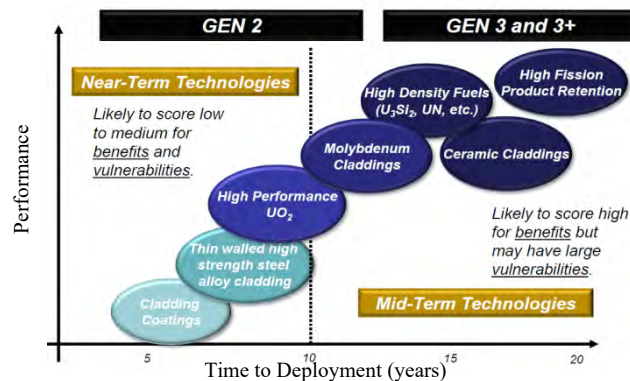 GEN 2
GEN 3 and 3+
Near-Term Technologies
Likely to score low
to medium for
benefits and
vulnerabilities.
High Density Fuels
(U₃Si₂, UN, etc.)
High Fission
Product Retention
Molybdenum
Claddings
Ceramic Claddings
High Performance
UO₂
Thin walled high
strength steel
alloy cladding
Cladding
Coatings
Likely to score high
for benefits but
may have large
vulnerabilities.
Mid-Term Technologies
Performance
5
10
15
20
Time to Deployment (years)